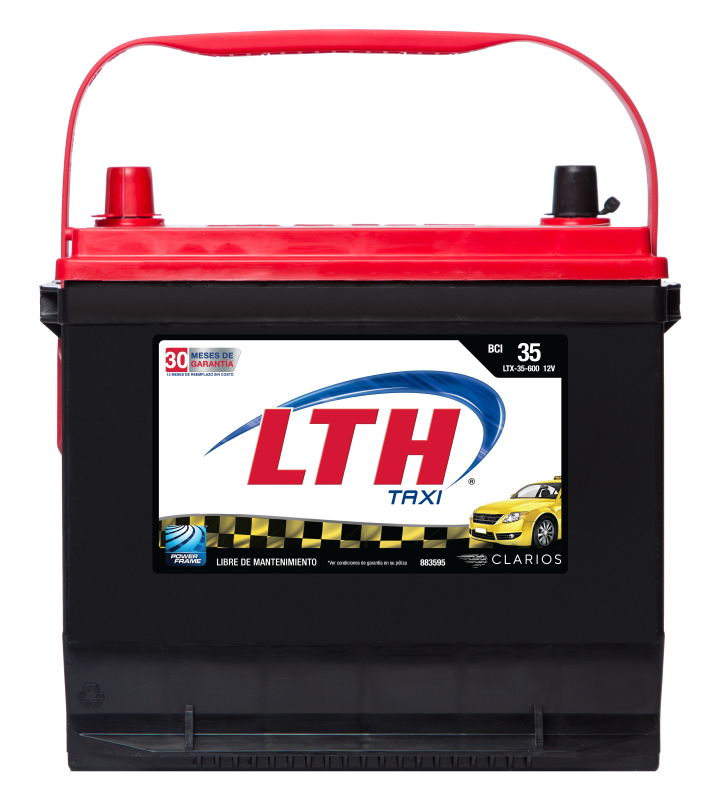 30 MESES DE
GARANTÍA
12 MESES DE REEMPLAZO SIN COSTO
BCI 35
LTX-35-600 12V
LTH
®
TAXI
POWER
FRAME
LIBRE DE MANTENIMIENTO *Ver condiciones de garantía en su póliza 883595
CLARIOS